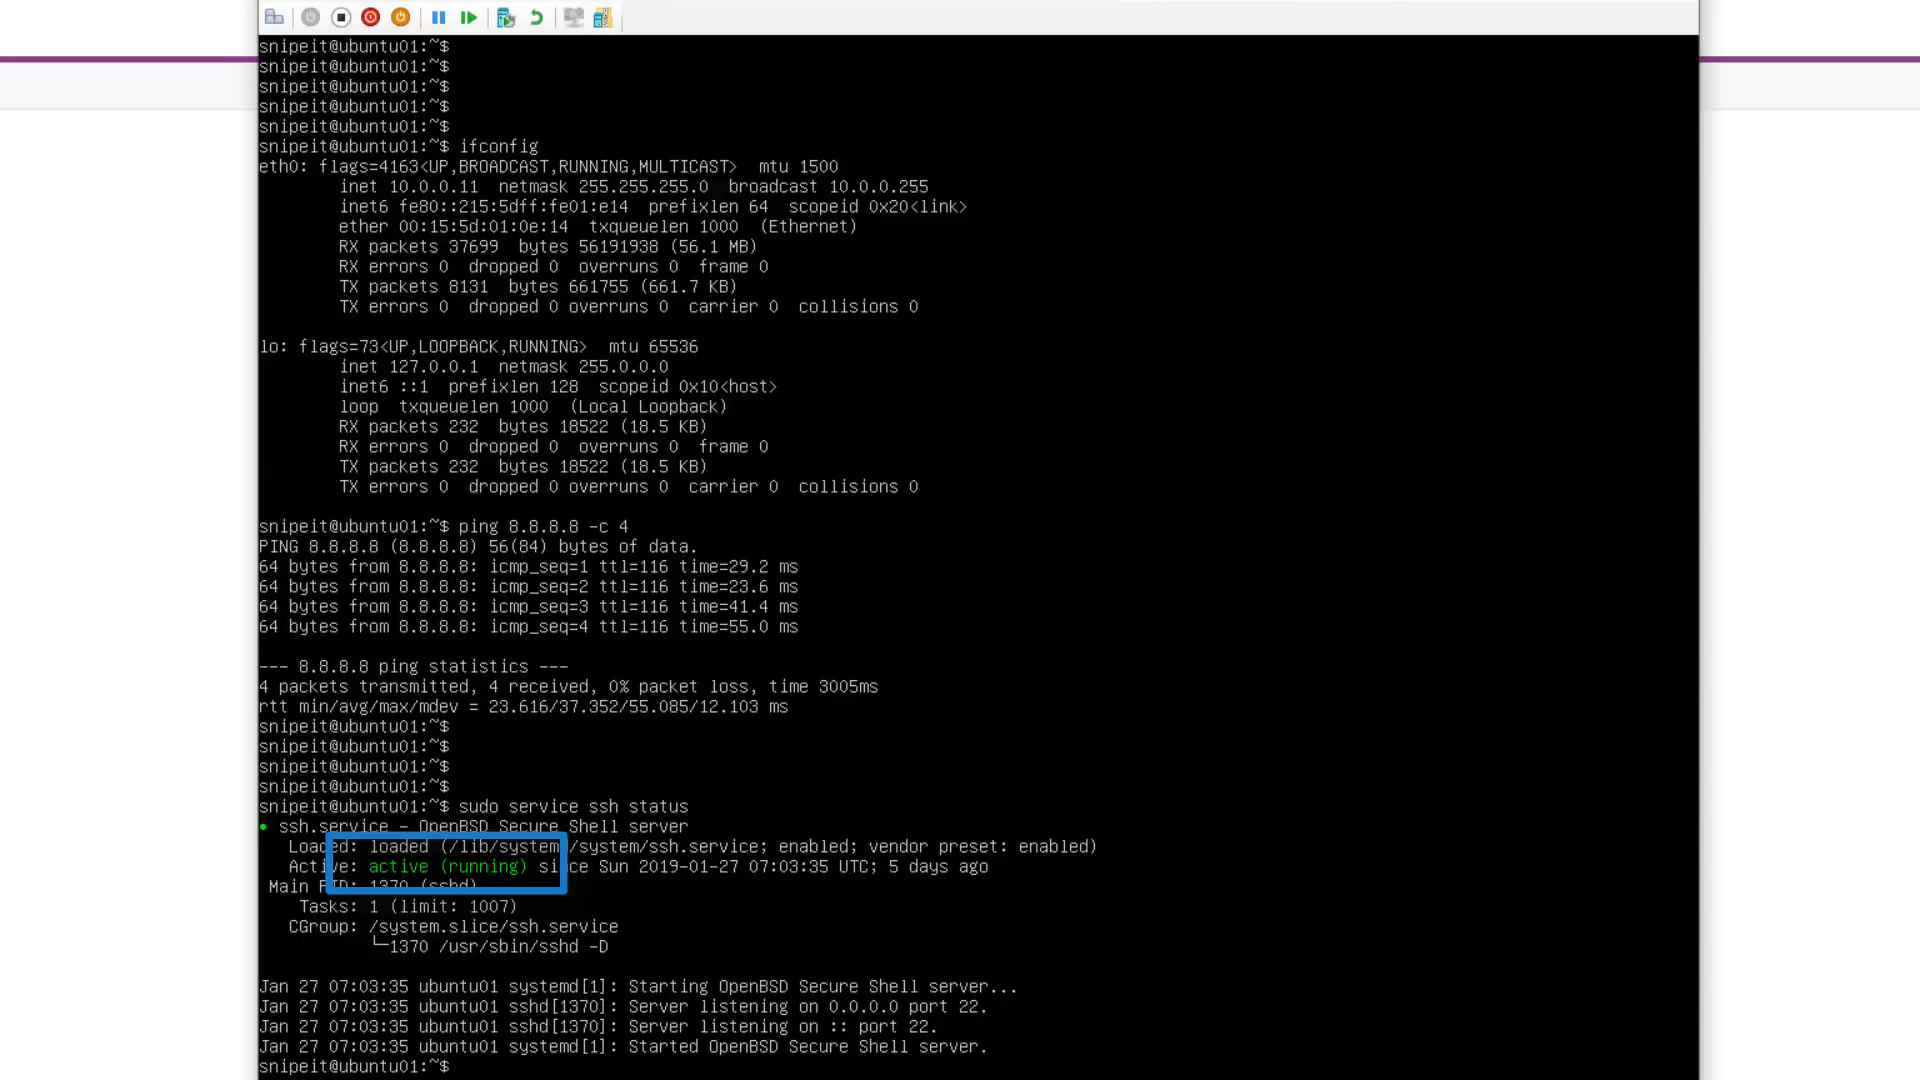 snipeit@ubuntu01:~$
snipeit@ubuntu01:~$
snipeit@ubuntu01:~$
snipeit@ubuntu01:~$
snipeit@ubuntu01:~$
snipeit@ubuntu01:~$ ifconfig
eth0: flags=4163<UP,BROADCAST,RUNNING,MULTICAST>  mtu 1500
        inet 10.0.0.11  netmask 255.255.255.0  broadcast 10.0.0.255
        inet6 fe80::215:5dff:fe01:e14  prefixlen 64  scopeid 0x20<link>
        ether 00:15:5d:01:0e:14  txqueuelen 1000  (Ethernet)
        RX packets 37699  bytes 56191938 (56.1 MB)
        RX errors 0  dropped 0  overruns 0  frame 0
        TX packets 8131  bytes 661755 (661.7 KB)
        TX errors 0  dropped 0 overruns 0  carrier 0  collisions 0
lo: flags=73<UP,LOOPBACK,RUNNING>  mtu 65536
        inet 127.0.0.1  netmask 255.0.0.0
        inet6 ::1  prefixlen 128  scopeid 0x10<host>
        loop  txqueuelen 1000  (Local Loopback)
        RX packets 232  bytes 18522 (18.5 KB)
        RX errors 0  dropped 0  overruns 0  frame 0
        TX packets 232  bytes 18522 (18.5 KB)
        TX errors 0  dropped 0 overruns 0  carrier 0  collisions 0
snipeit@ubuntu01:~$ ping 8.8.8.8 -c 4
PING 8.8.8.8 (8.8.8.8) 56(84) bytes of data.
64 bytes from 8.8.8.8: icmp_seq=1 ttl=116 time=29.2 ms
64 bytes from 8.8.8.8: icmp_seq=2 ttl=116 time=23.6 ms
64 bytes from 8.8.8.8: icmp_seq=3 ttl=116 time=41.4 ms
64 bytes from 8.8.8.8: icmp_seq=4 ttl=116 time=55.0 ms
--- 8.8.8.8 ping statistics ---
4 packets transmitted, 4 received, 0% packet loss, time 3005ms
rtt min/avg/max/mdev = 23.616/37.352/55.085/12.103 ms
snipeit@ubuntu01:~$
snipeit@ubuntu01:~$
snipeit@ubuntu01:~$
snipeit@ubuntu01:~$
snipeit@ubuntu01:~$ sudo service ssh status
● ssh.service - OpenBSD Secure Shell server
   Loaded: loaded (/lib/systemd/system/ssh.service; enabled; vendor preset: enabled)
   Active: active (running) since Sun 2019-01-27 07:03:35 UTC; 5 days ago
 Main PID: 1370 (sshd)
    Tasks: 1 (limit: 1007)
   CGroup: /system.slice/ssh.service
           └─1370 /usr/sbin/sshd -D
Jan 27 07:03:35 ubuntu01 systemd[1]: Starting OpenBSD Secure Shell server...
Jan 27 07:03:35 ubuntu01 sshd[1370]: Server listening on 0.0.0.0 port 22.
Jan 27 07:03:35 ubuntu01 sshd[1370]: Server listening on :: port 22.
Jan 27 07:03:35 ubuntu01 systemd[1]: Started OpenBSD Secure Shell server.
snipeit@ubuntu01:~$